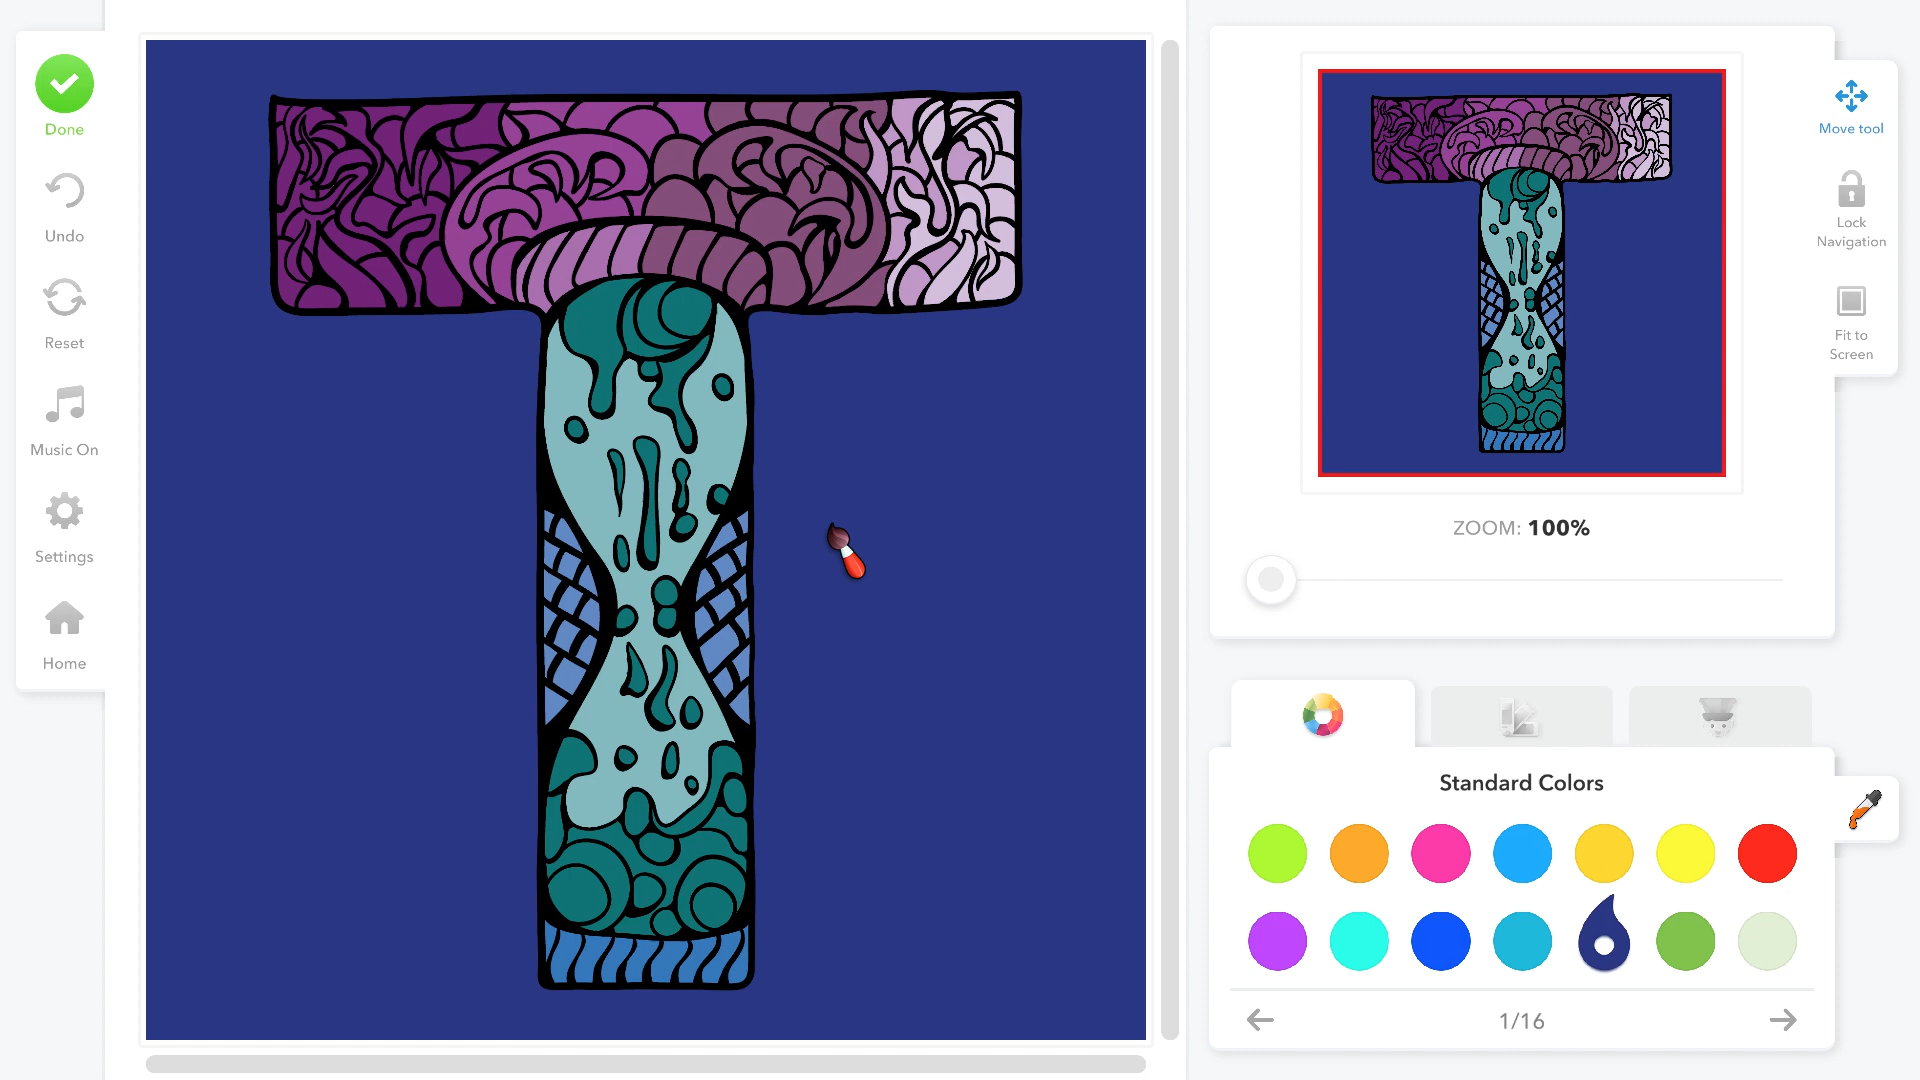 Done
Undo
Reset
Music On
Settings
Home
T
Move tool
Lock
Navigation
Fit to
Screen
ZOOM: 100%
Standard Colors
1/16